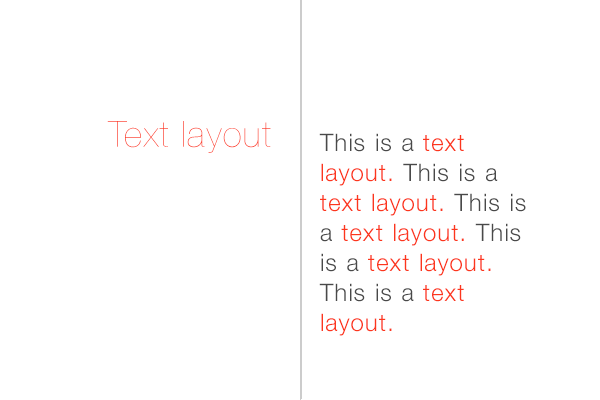 Text layout
This is a text
layout. This is a
text layout. This is
a text layout. This
is a text layout.
This is a text
layout.